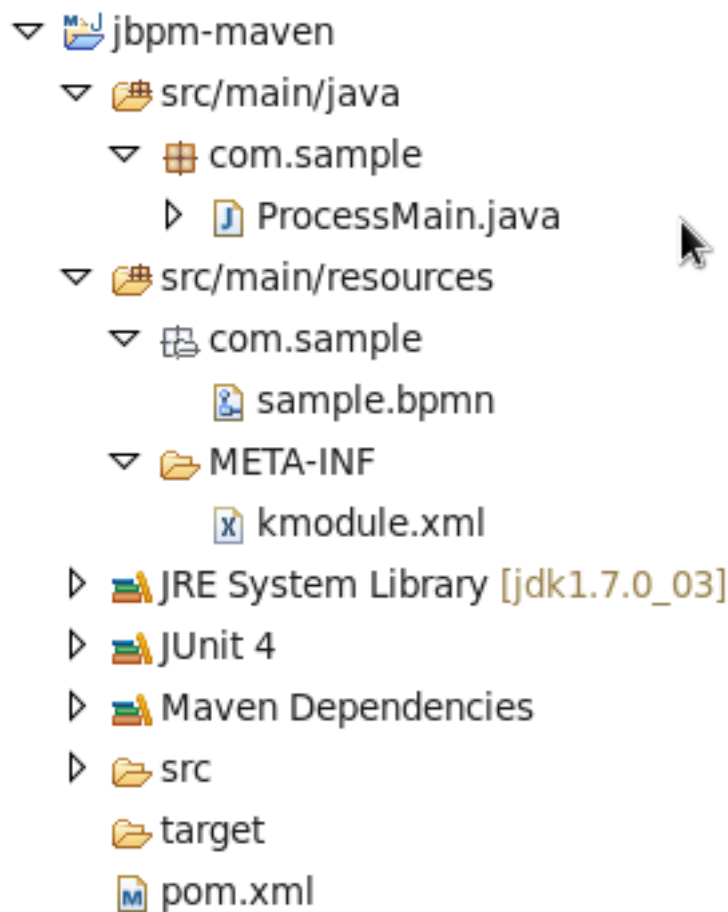 jbpm-maven
src/main/java
com.sample
ProcessMain.java
src/main/resources
com.sample
sample.bpmn
META-INF
kmodule.xml
JRE System Library [jdk1.7.0_03]
JUnit 4
Maven Dependencies
src
target
pom.xml